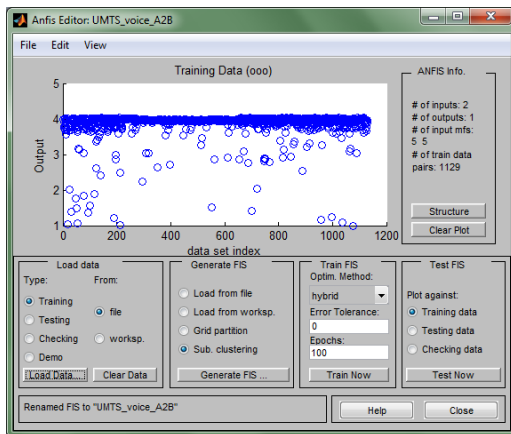 Anfis Editor: UMTS_voice_A2B
File Edit View
Training Data (ooo)
5
4
3
2
1
Output
0 200 400 600 800 1000 1200
data set index
ANFIS Info.
# of inputs: 2
# of outputs: 1
# of input mfs:
5 5
# of train data
pairs: 1129
Structure
Clear Plot
Load data
Type: From:
Training
Testing
Checking
Demo
file
worksp.
Load Data... Clear Data
Generate FIS
Load from file
Load from worksp.
Grid partition
Sub. clustering
Generate FIS ...
Train FIS
Optim. Method:
hybrid
Error Tolerance:
0
Epochs:
100
Train Now
Test FIS
Plot against:
Training data
Testing data
Checking data
Test Now
Renamed FIS to "UMTS_voice_A2B"
Help Close